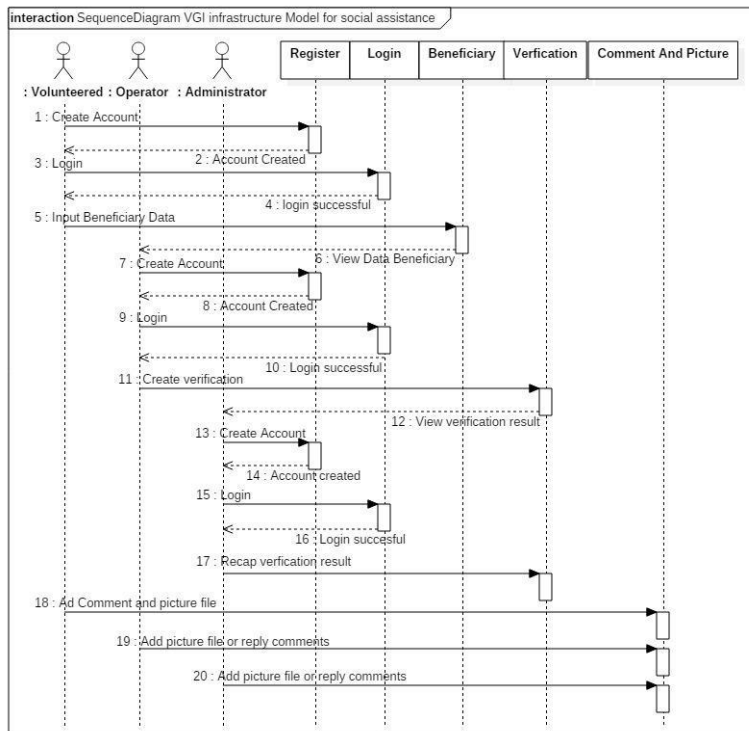 interaction SequenceDiagram VGI infrastructure Model for social assistance
Register Login Beneficiary Verfication Comment And Picture
: Volunteered : Operator : Administrator
1 : Create Account
2 : Account Created
3 : Login
4 : login successful
5 : Input Beneficiary Data
6 : View Data Beneficiary
7 : Create Account
8 : Account Created
9 : Login
10 : Login successful
11 : Create verification
12 : View verification result
13 : Create Account
14 : Account created
15 : Login
16 : Login succesful
17 : Recap verfication result
18 : Ad Comment and picture file
19 : Add picture file or reply comments
20 : Add picture file or reply comments